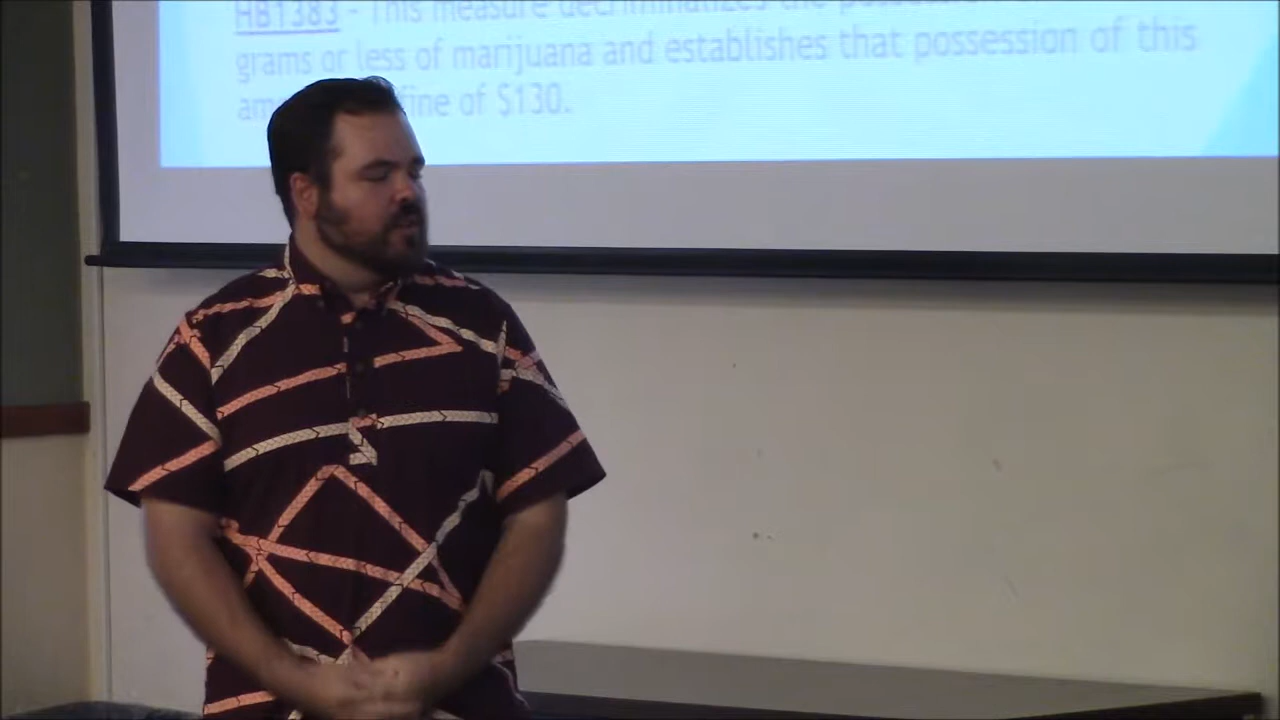 HB1383 - This measure decriminalizes the possession
grams or less of marijuana and establishes that possession of this
fine of $130.